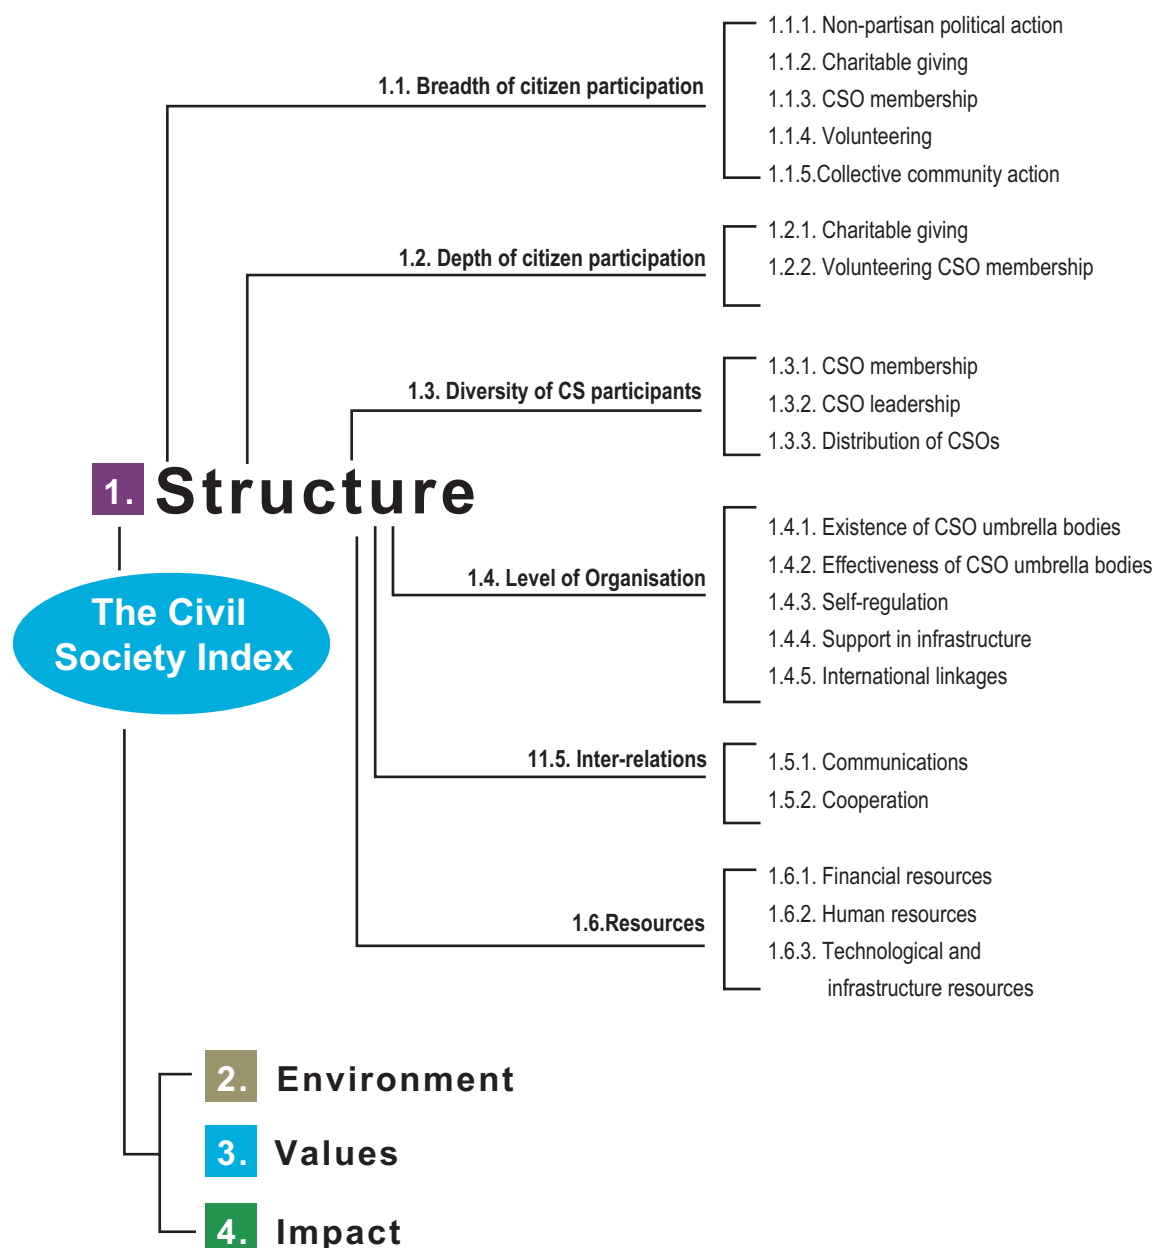 1.1. Breadth of citizen participation
1.1.1. Non-partisan political action
1.1.2. Charitable giving
1.1.3. CSO membership
1.1.4. Volunteering
1.1.5.Collective community action
1.2. Depth of citizen participation
1.2.1. Charitable giving
1.2.2. Volunteering CSO membership
1.3. Diversity of CS participants
1.3.1. CSO membership
1.3.2. CSO leadership
1.3.3. Distribution of CSOs
1. Structure
1.4. Level of Organisation
1.4.1. Existence of CSO umbrella bodies
1.4.2. Effectiveness of CSO umbrella bodies
1.4.3. Self-regulation
1.4.4. Support in infrastructure
1.4.5. International linkages
The Civil
Society Index
11.5. Inter-relations
1.5.1. Communications
1.5.2. Cooperation
1.6.Resources
1.6.1. Financial resources
1.6.2. Human resources
1.6.3. Technological and
infrastructure resources
2. Environment
3. Values
4. Impact